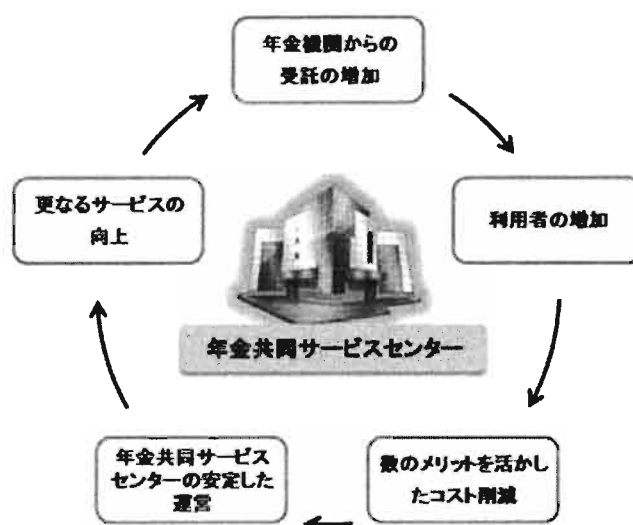 年金機関からの
受託の増加
更なるサービスの
向上
利用者の増加
年金共同サービスセンター
年金共同サービス
センターの安定した
運営
数のメリットを活かし
たコスト削減